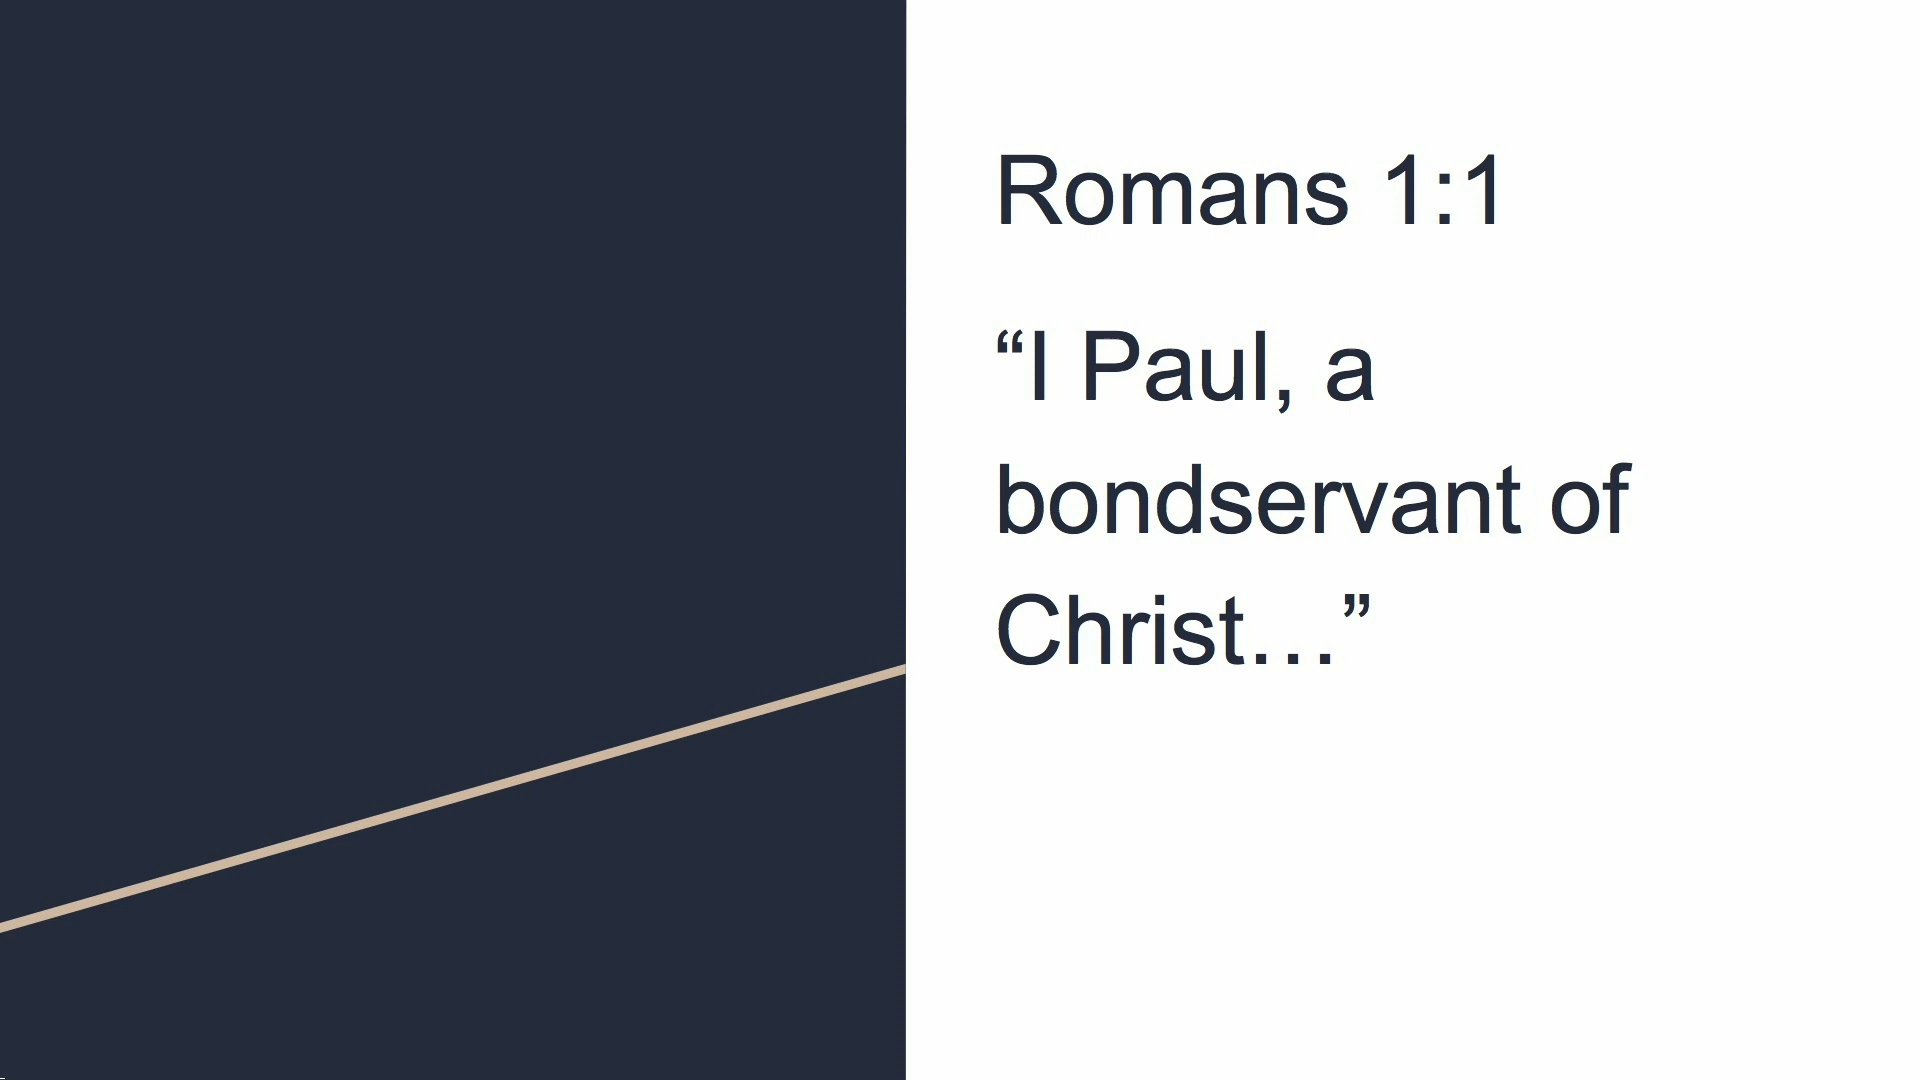 Romans 1:1
“I Paul, a
bondservant of
Christ…”